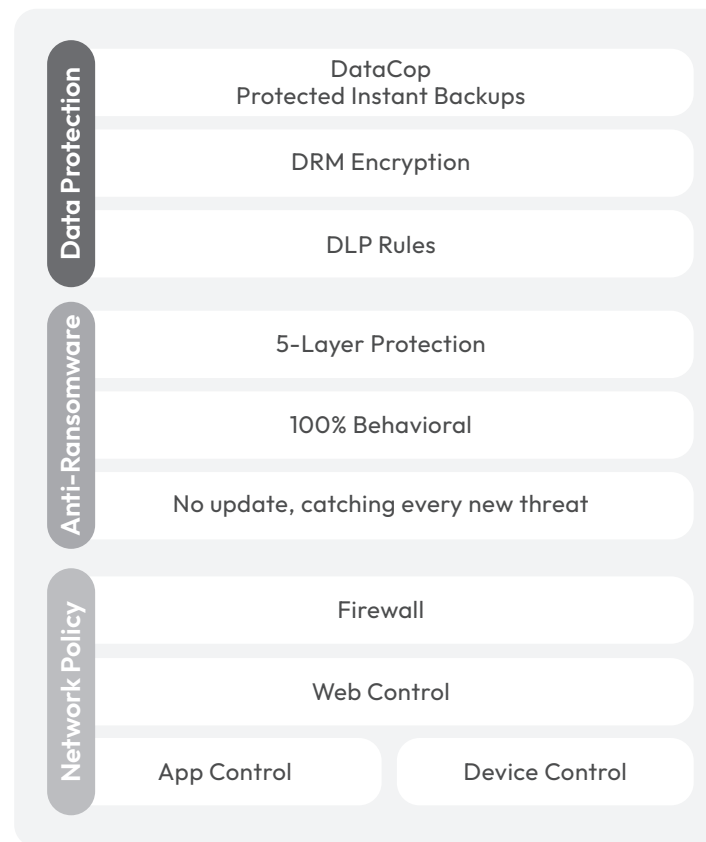 Data Protection
DataCop
Protected Instant Backups
DRM Encryption
DLP Rules
Anti-Ransomware
5-Layer Protection
100% Behavioral
No update, catching every new threat
Network Policy
Firewall
Web Control
App Control
Device Control